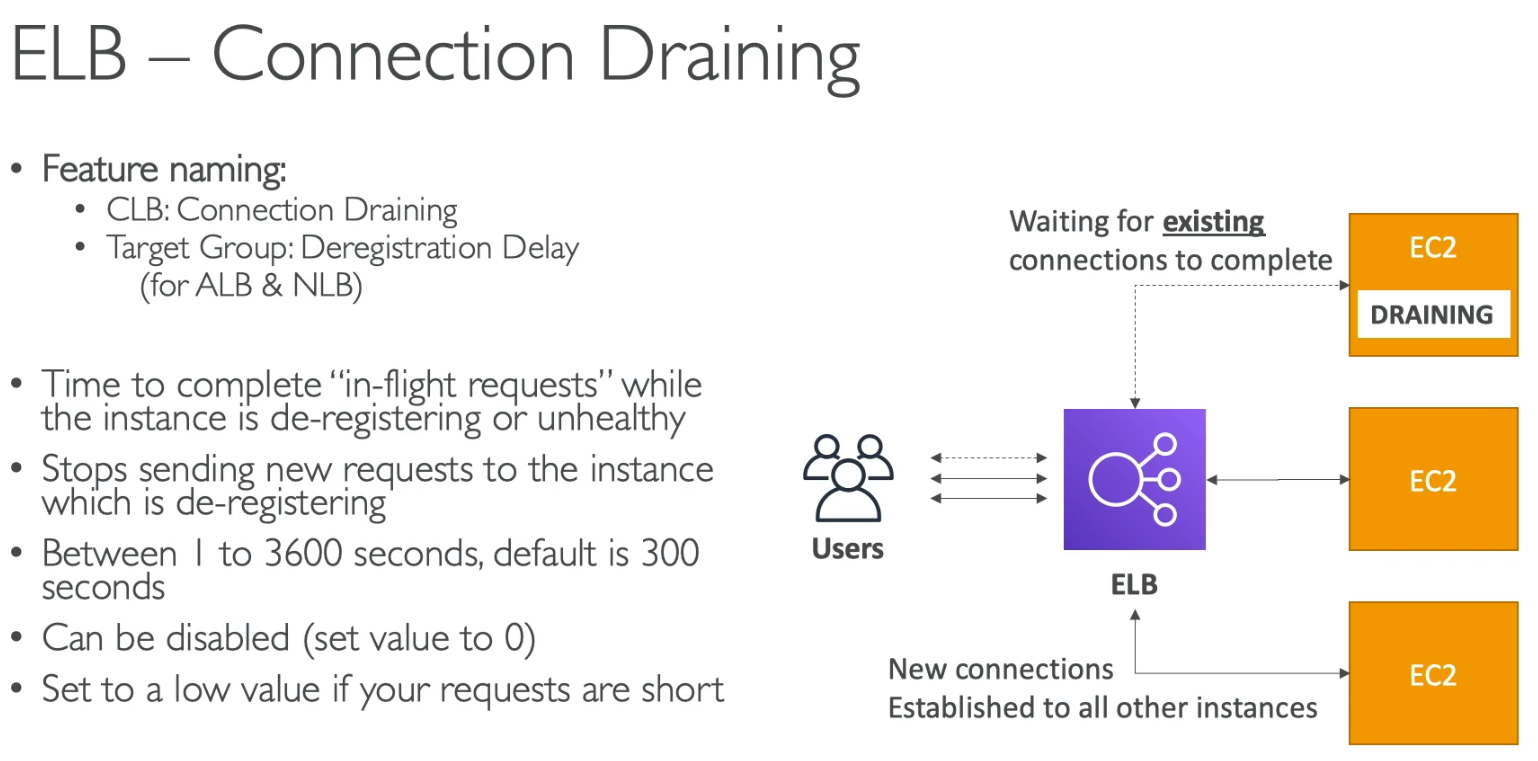 ELB – Connection Draining
• Feature naming:
• CLB: Connection Draining
• Target Group: Deregistration Delay
(for ALB & NLB)
• Time to complete “in-flight requests” while
the instance is de-registering or unhealthy
• Stops sending new requests to the instance
which is de-registering
• Between 1 to 3600 seconds, default is 300
seconds
• Can be disabled (set value to 0)
• Set to a low value if your requests are short
Waiting for existing
connections to complete
EC2
DRAINING
Users
ELB
EC2
New connections
Established to all other instances
EC2